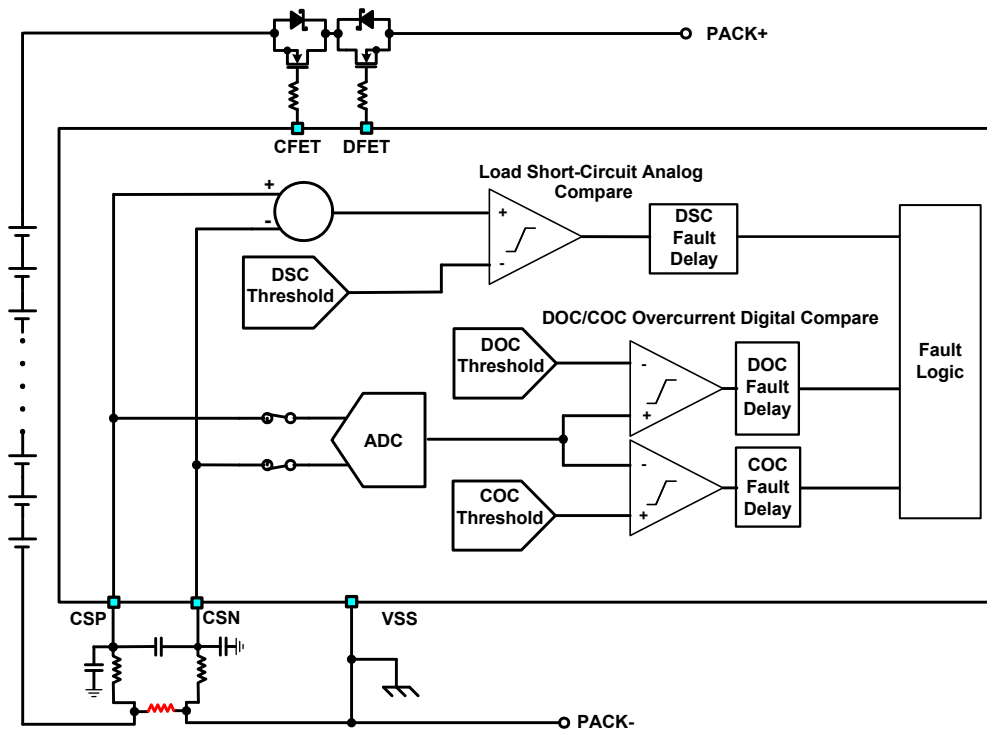 PACK+
CFET
DFET
Load Short-Circuit Analog
Compare
+
-
+
-
DSC
Fault
Delay
DSC
Threshold
DOC/COC Overcurrent Digital Compare
DOC
Threshold
-
+
DOC
Fault
Delay
Fault
Logic
ADC
-
+
COC
Fault
Delay
COC
Threshold
CSP
CSN
VSS
PACK-